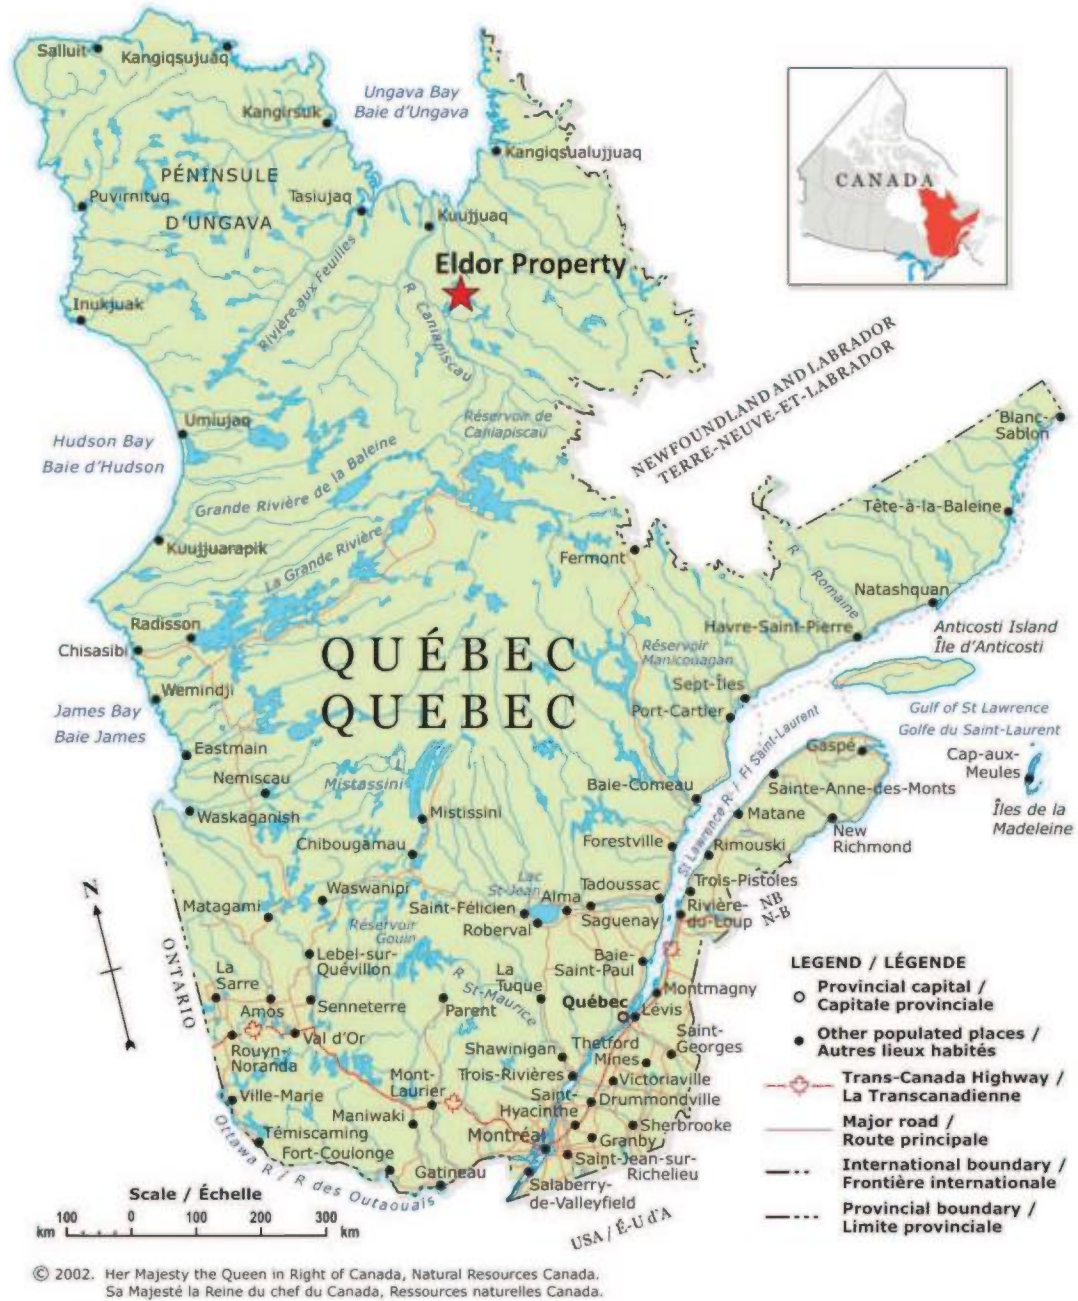 Salluit
Kangiqsujuaq
Ungava Bay
Baie d'Ungava
Kangirsuk
Kangiqsualujjuaq
CANADA
PÉNINSULE
D'UNGAVA
Puvirnituq
Tasiujaq
Kuujjuaq
Eldor Property
Rivière aux Feuilles
R Caniapiscau
Inukjuak
NEWFOUNDLAND AND LABRADOR
TERRE-NEUVE-ET-LABRADOR
Umiujaq
Réservoir de
Caniapiscau
Hudson Bay
Baie d'Hudson
Grande Rivière de la Baleine
Blanc-
Sablon
Tête-à-la-Baleine
Kuujjuarapik
La Grande Rivière
Fermont
R Romaine
Natashquan
Radisson
Havre-Saint-Pierre
Anticosti Island
Île d'Anticosti
Chisasibi
QUÉBEC
QUEBEC
Réservoir
Manicouagan
Sept-Îles
Port-Cartier
Wemindji
James Bay
Baie James
Gulf of St Lawrence
Golfe du Saint-Laurent
St Lawrence R / Fl Saint-Laurent
Gaspé
Cap-aux-
Meules
Eastmain
Nemiscau
Mistassini
Baie-Comeau
Sainte-Anne-des-Monts
Îles de la
Madeleine
Waskaganish
Mistissini
Matane
New
Richmond
Chibougamau
Forestville
Rimouski
Trois-Pistoles
NB
N-B
Waswanipi
Lac
St-Jean
Alma
Tadoussac
Rivière-
du-Loup
Matagami
Saint-Félicien
Saguenay
Roberval
Réservoir
Gouin
N
ONTARIO
Lebel-sur-
Quévillon
Baie-
Saint-Paul
La
Sarre
R St-Maurice
La
Tuque
Montmagny
Amos
Senneterre
Parent
Québec
Lévis
Val d'Or
Rouyn-
Noranda
Shawinigan
Thetford
Mines
Saint-
Georges
Trois-Rivières
Victoriaville
Mont-
Laurier
Ville-Marie
Saint-
Hyacinthe
Drummondville
Maniwaki
Sherbrooke
Témiscaming
Montréal
Granby
Fort-Coulonge
Saint-Jean-sur-
Richelieu
Gatineau
Salaberry-
de-Valleyfield
Ottawa R / R des Outaouais
USA / É-U d'A
LEGEND / LÉGENDE
Provincial capital /
Capitale provinciale
Other populated places /
Autres lieux habités
Trans-Canada Highway /
La Transcanadienne
Major road /
Route principale
International boundary /
Frontière internationale
Provincial boundary /
Limite provinciale
Scale / Échelle
100 0 100 200 300
km km
© 2002. Her Majesty the Queen in Right of Canada, Natural Resources Canada.
Sa Majesté la Reine du chef du Canada, Ressources naturelles Canada.